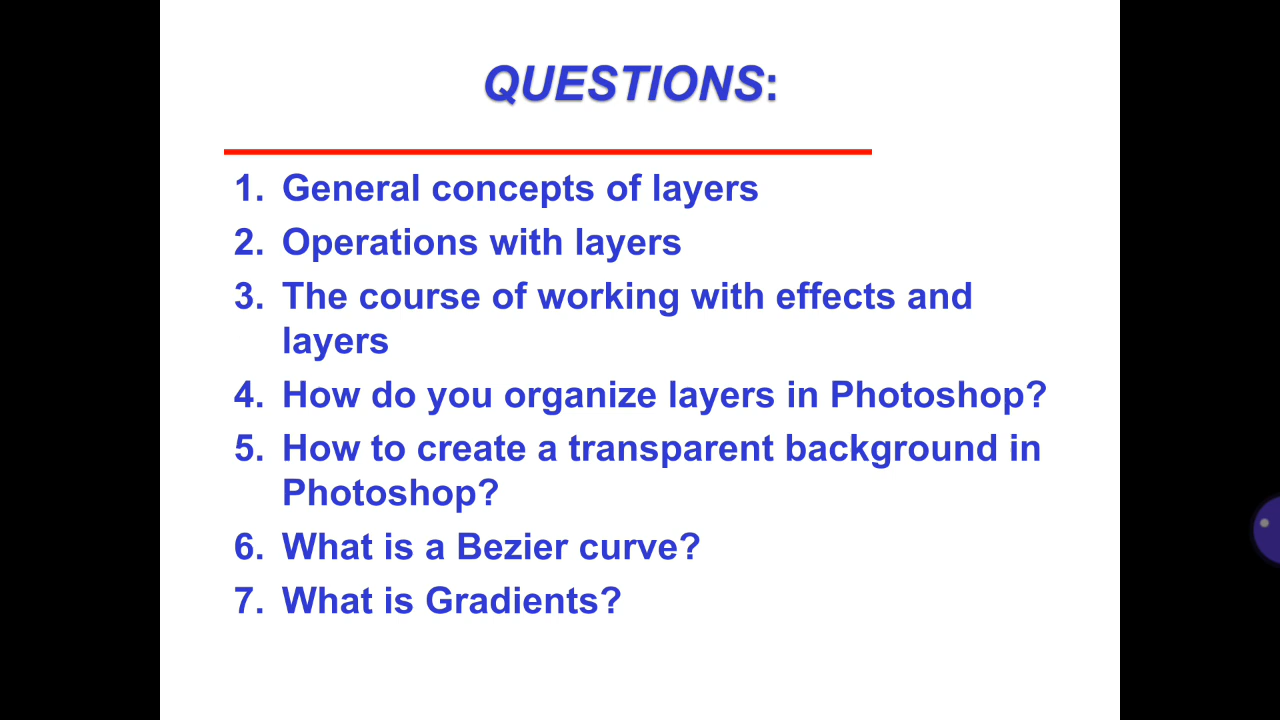 QUESTIONS:
1. General concepts of layers
2. Operations with layers
3. The course of working with effects and
layers
4. How do you organize layers in Photoshop?
5. How to create a transparent background in
Photoshop?
6. What is a Bezier curve?
7. What is Gradients?